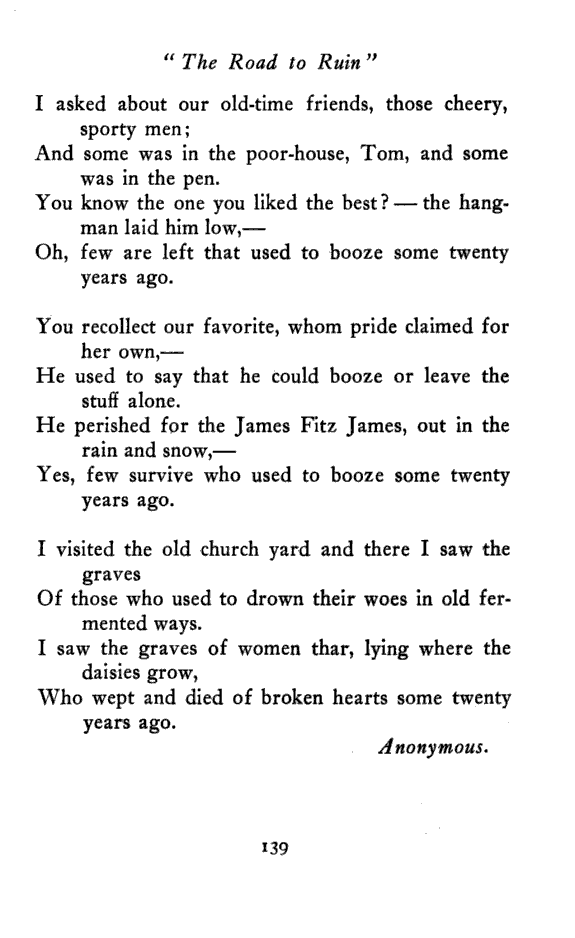 “ The Road to Ruin ”
I asked about our old-time friends, those cheery,
sporty men;
And some was in the poor-house, Tom, and some
was in the pen.
You know the one you liked the best? — the hang-
man laid him low,—
Oh, few are left that used to booze some twenty
years ago.
You recollect our favorite, whom pride claimed for
her own,—
He used to say that he could booze or leave the
stuff alone.
He perished for the James Fitz James, out in the
rain and snow,—
Yes, few survive who used to booze some twenty
years ago.
I visited the old church yard and there I saw the
graves
Of those who used to drown their woes in old fer-
mented ways.
I saw the graves of women thar, lying where the
daisies grow,
Who wept and died of broken hearts some twenty
years ago.
Anonymous.
139